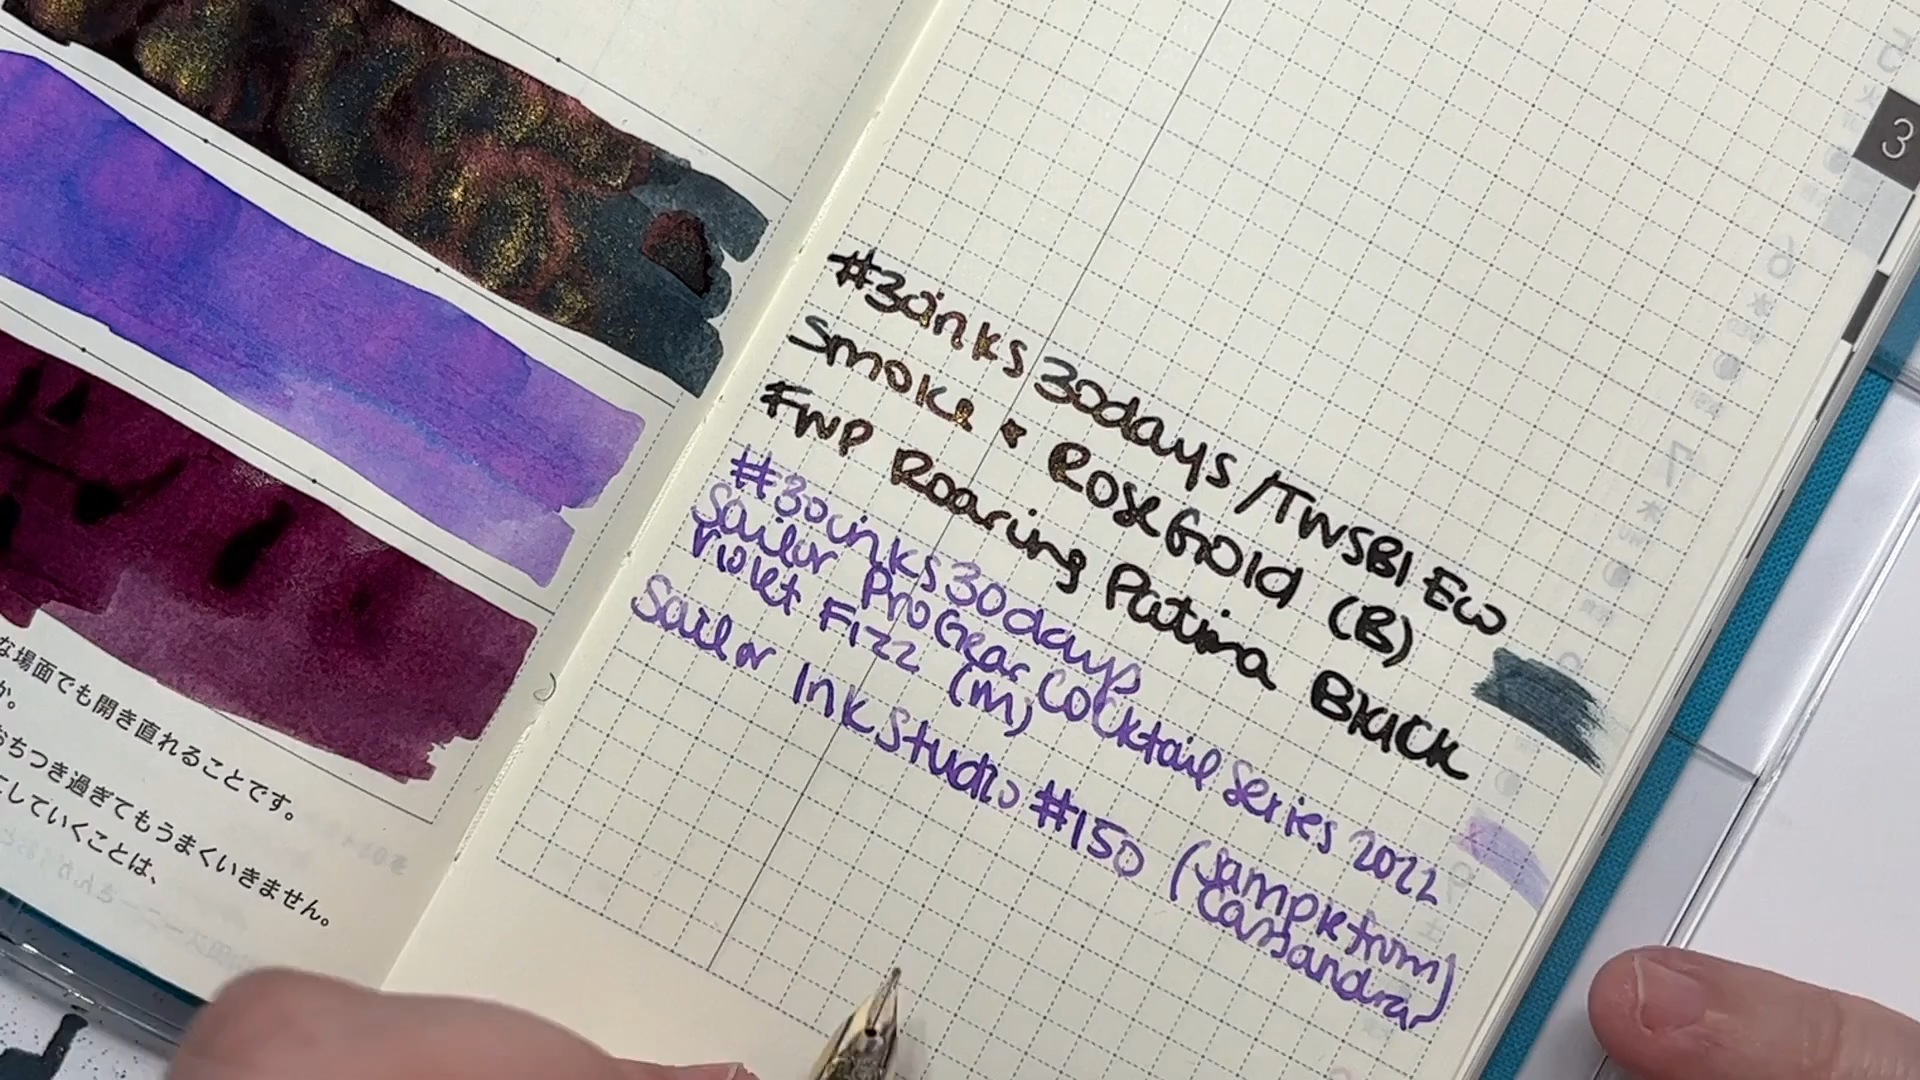 #30inks30days / TWSBI Eco
Smoke & RoseGold (B)
FWP Roaring Patina Black
#30inks30days
Sailor ProGear Cocktail Series 2022
Violet Fizz (M)
Sailor Ink Studio #150 (Sample from
Cassandra)
な場面でも開き直れることです。
か。
おちつき過ぎてもうまくいきません。
していくことは、
3